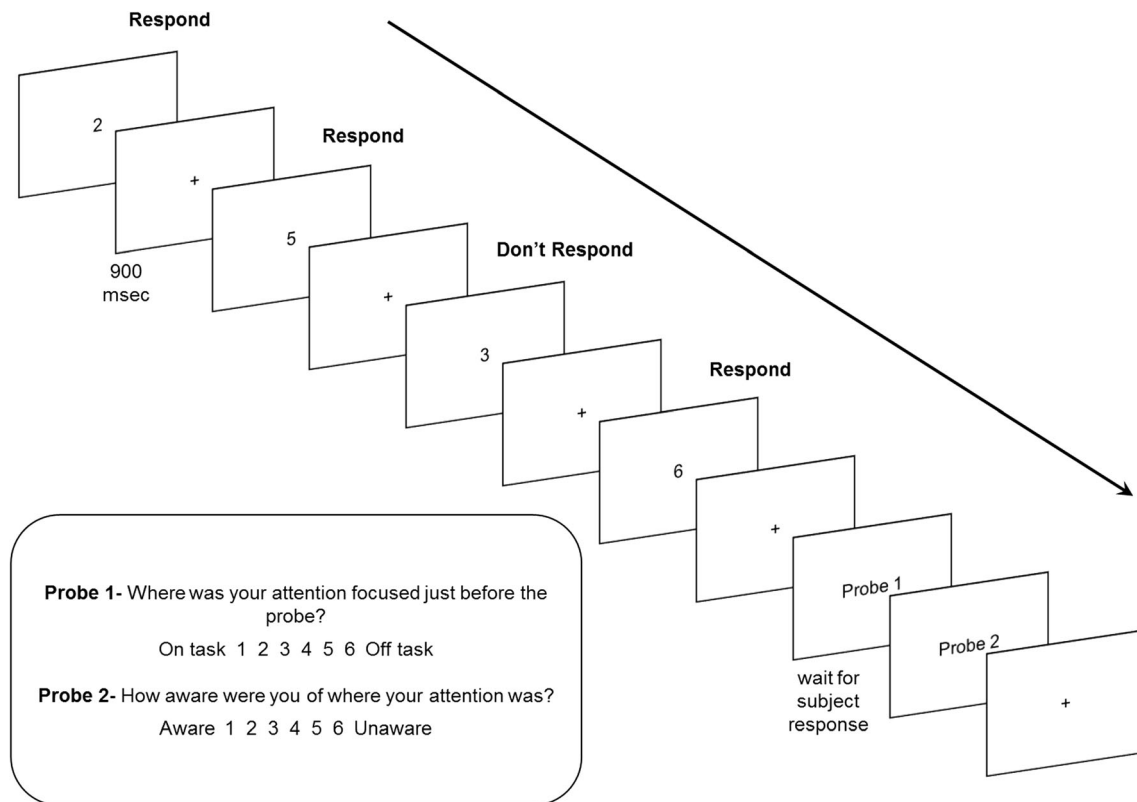 Respond
2
+
900
msec
Respond
5
+
Don't Respond
3
+
Respond
6
+
Probe 1
wait for
subject
response
Probe 2
+
Probe 1- Where was your attention focused just before the
probe?
On task 1 2 3 4 5 6 Off task
Probe 2- How aware were you of where your attention was?
Aware 1 2 3 4 5 6 Unaware